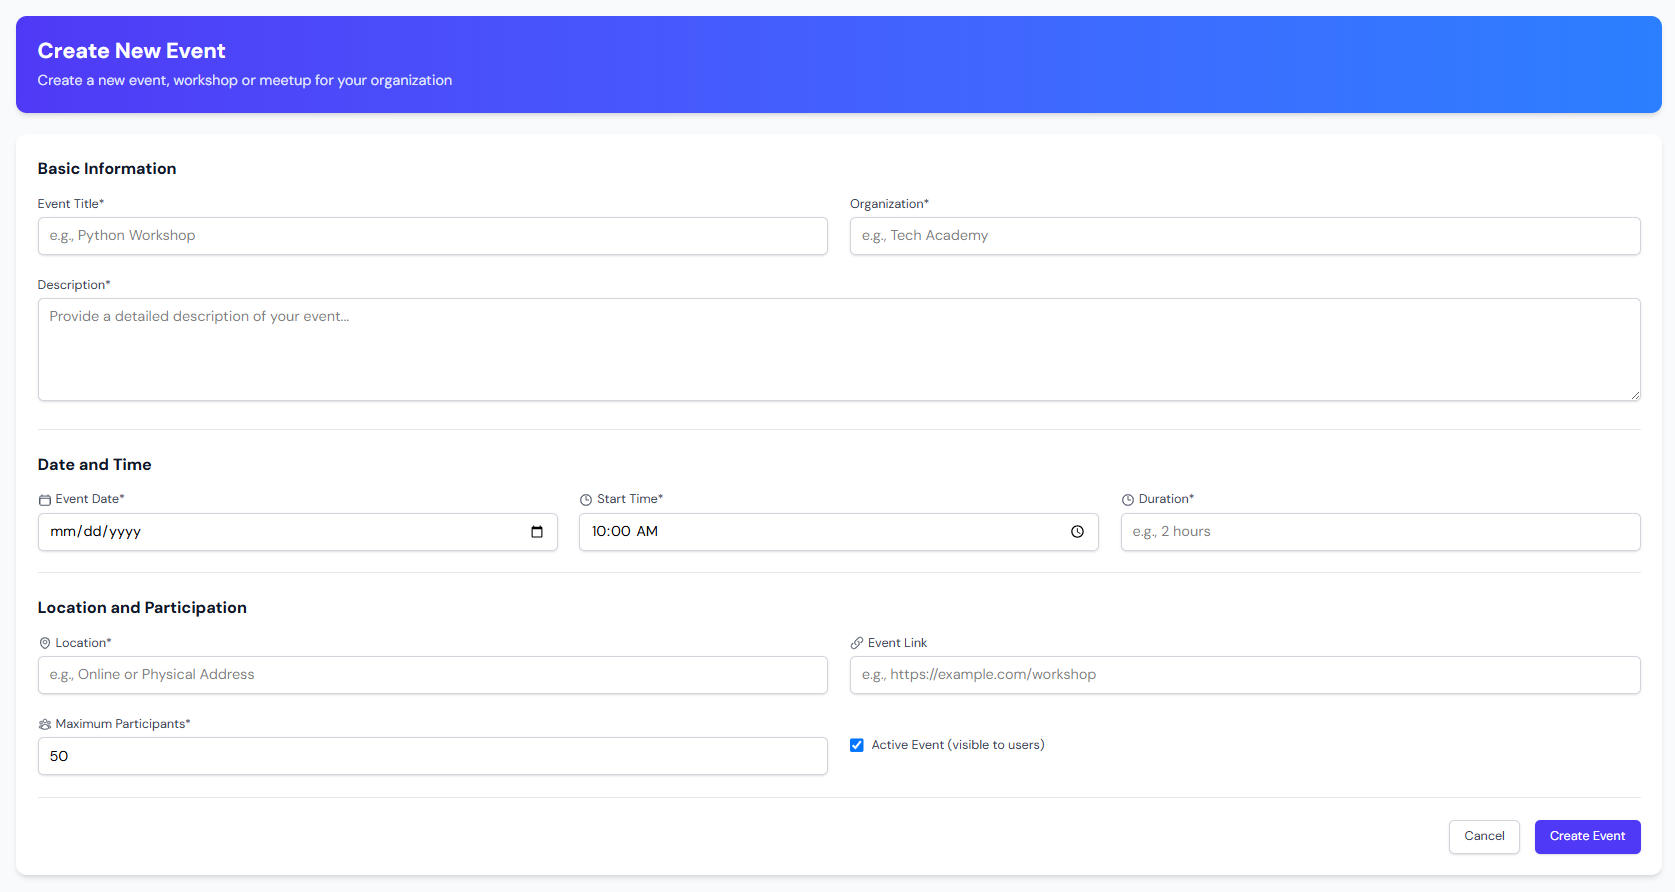 Create New Event
Create a new event, workshop or meetup for your organization
Basic Information
Event Title*
Organization*
e.g., Python Workshop
e.g., Tech Academy
Description*
Provide a detailed description of your event...
Date and Time
Event Date*
Start Time*
Duration*
mm/dd/yyyy
10:00 AM
e.g., 2 hours
Location and Participation
Location*
Event Link
e.g., Online or Physical Address
e.g., https://example.com/workshop
Maximum Participants*
50
Active Event (visible to users)
Cancel
Create Event